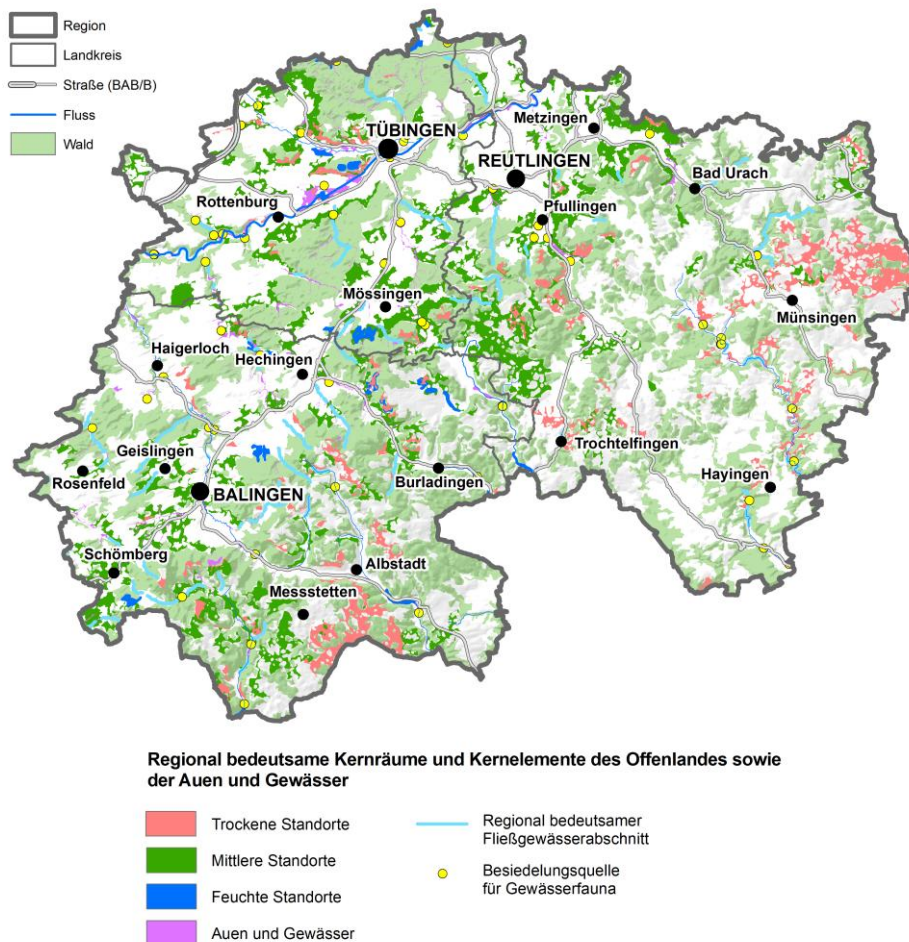 Region
Landkreis
Straße (BAB/B)
Fluss
Wald
TÜBINGEN
Metzingen
REUTLINGEN
Bad Urach
Rottenburg
Pfullingen
Mössingen
Münsingen
Haigerloch
Hechingen
Trochtelfingen
Geislingen
Rosenfeld
Burladingen
Hayingen
BALINGEN
Schömberg
Albstadt
Messstetten
Regional bedeutsame Kernräume und Kernelemente des Offenlandes sowie
der Auen und Gewässer
Trockene Standorte
Mittlere Standorte
Feuchte Standorte
Auen und Gewässer
Regional bedeutsamer
Fließgewässerabschnitt
Besiedelungsquelle
für Gewässerfauna